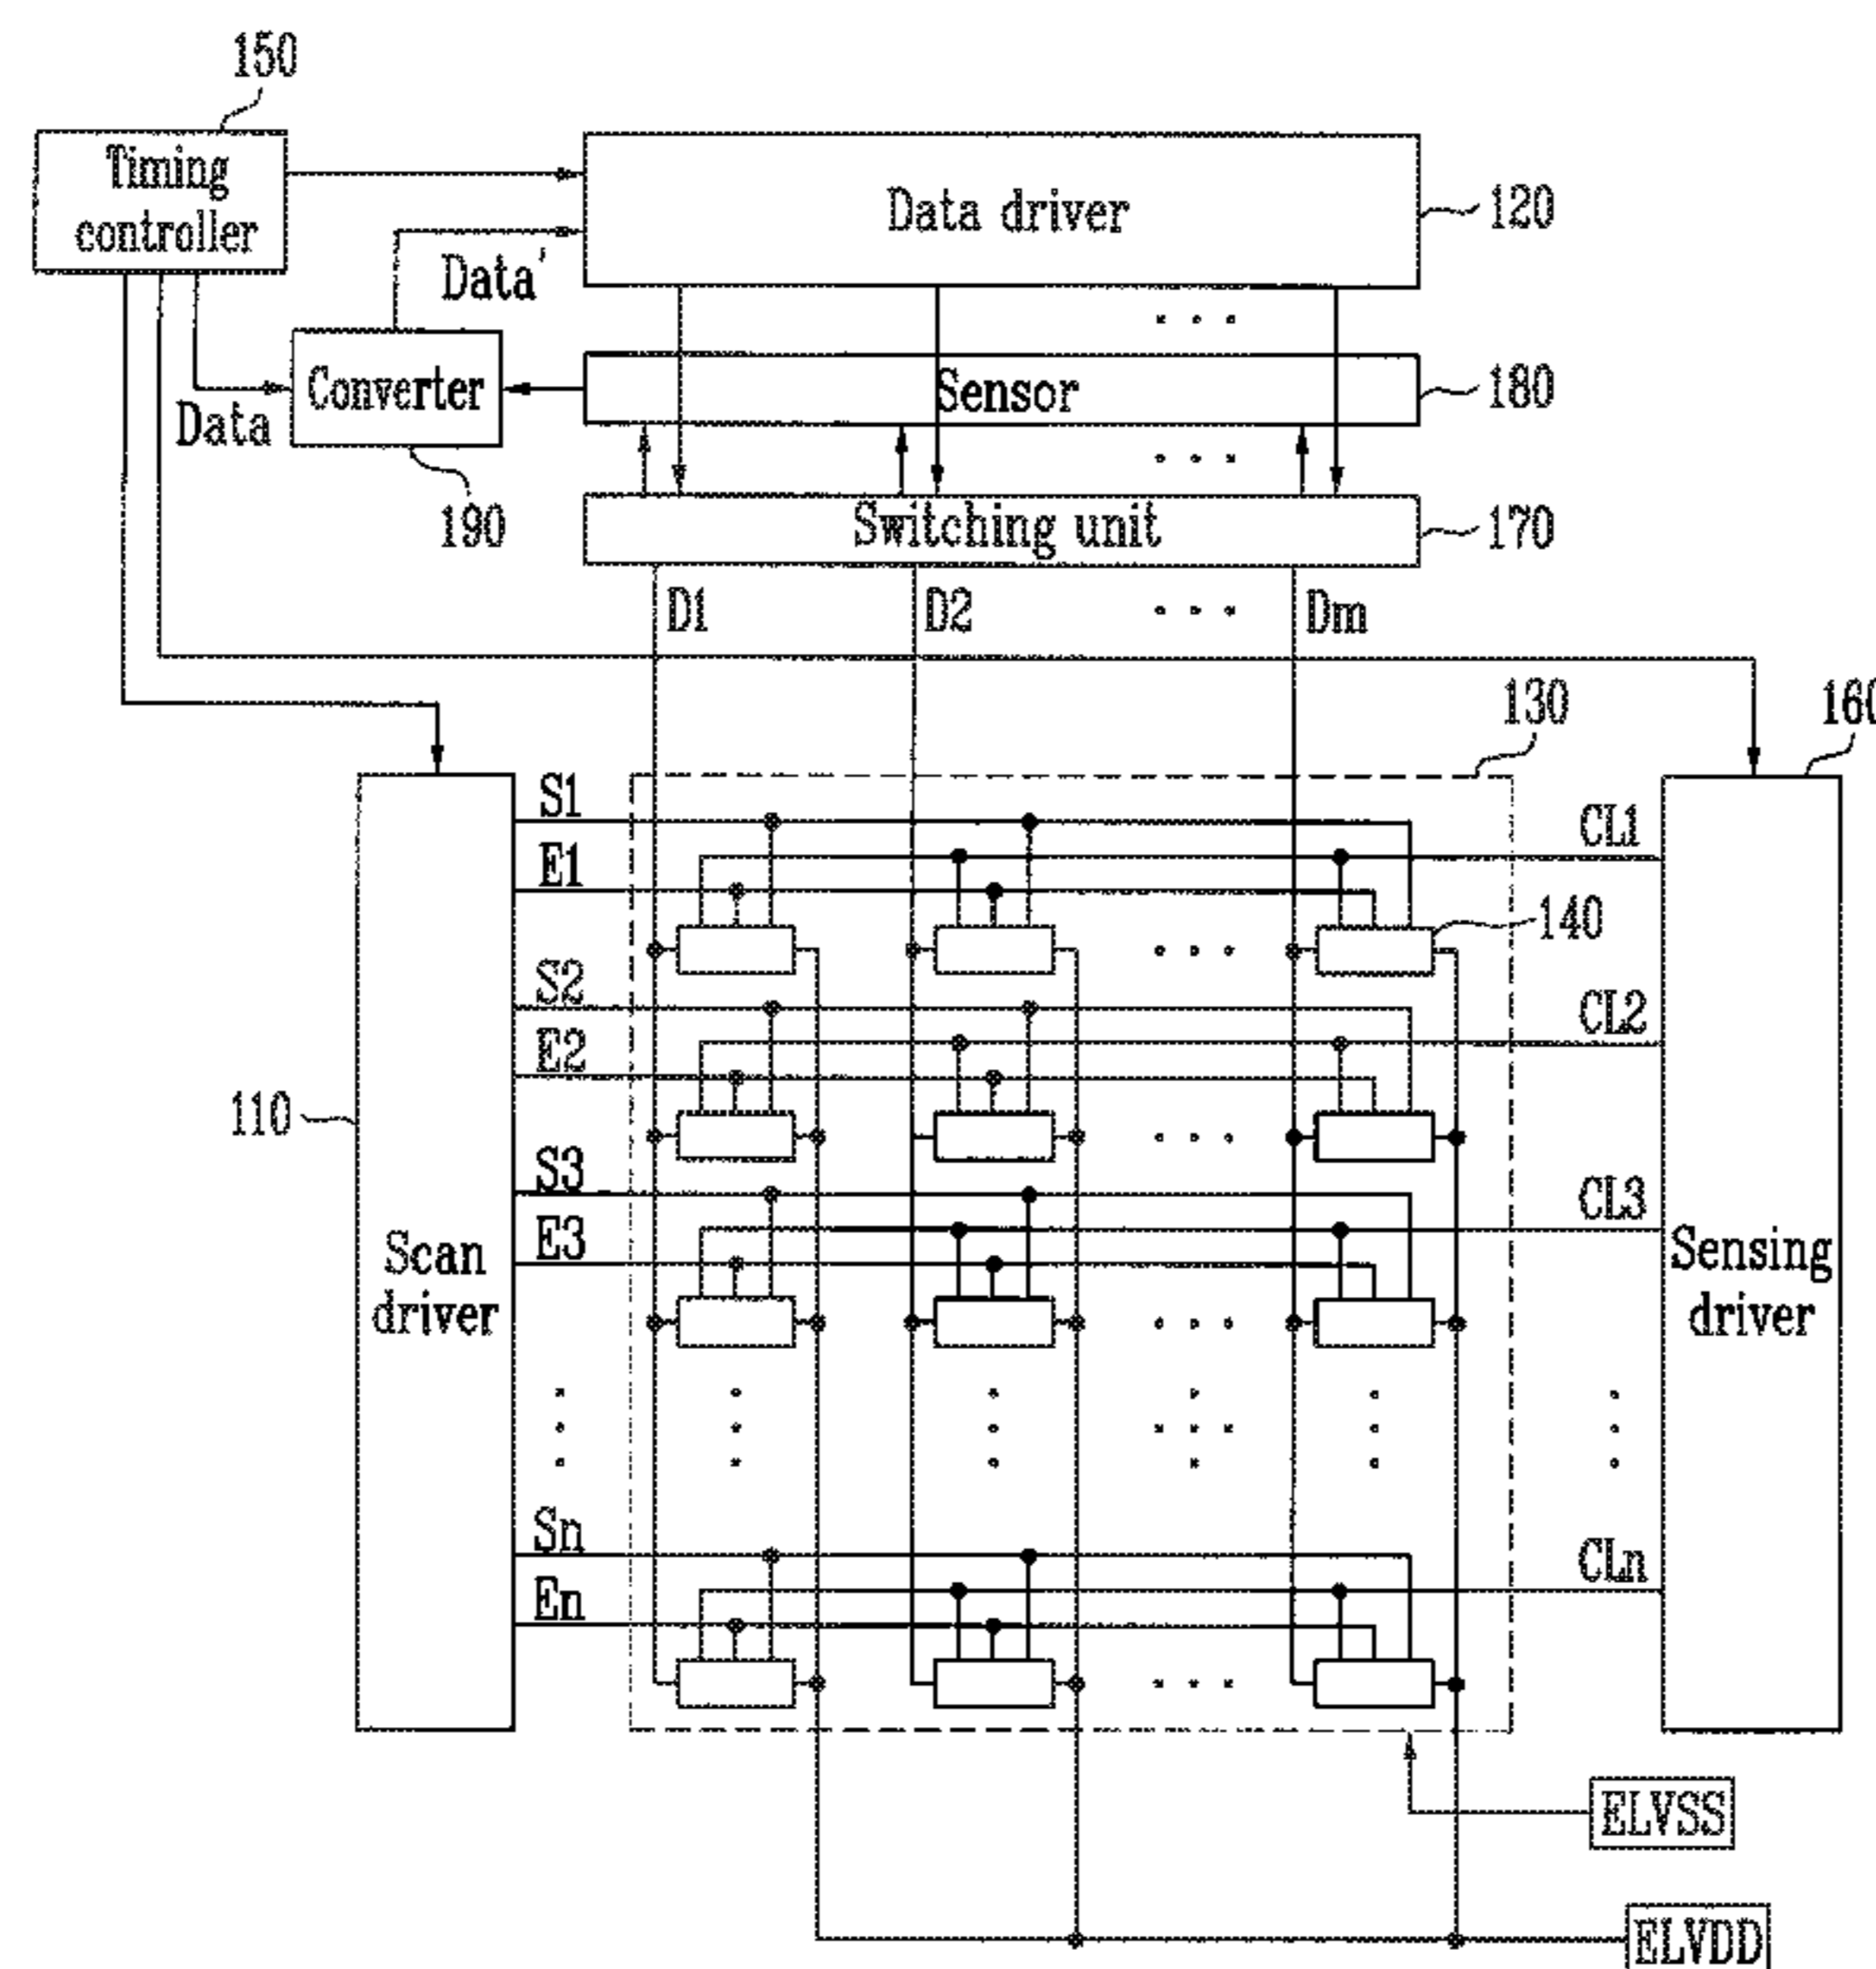 150
Timing
controller
Data driver
120
Data'
Converter
Sensor
180
Data
190
Switching unit
170
D1
D2
Dm
130
160
S1
CL1
E1
140
S2
CL2
E2
110
S3
CL3
E3
Scan
driver
Sensing
driver
Sn
CLn
En
ELVSS
ELVDD